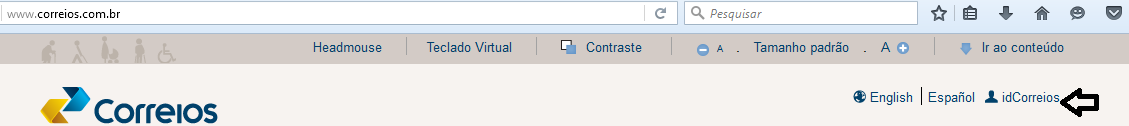 www.correios.com.br Pesquisar
Headmouse Teclado Virtual Contraste A . Tamanho padrão . A Ir ao conteúdo
English Español idCorreios
Correios